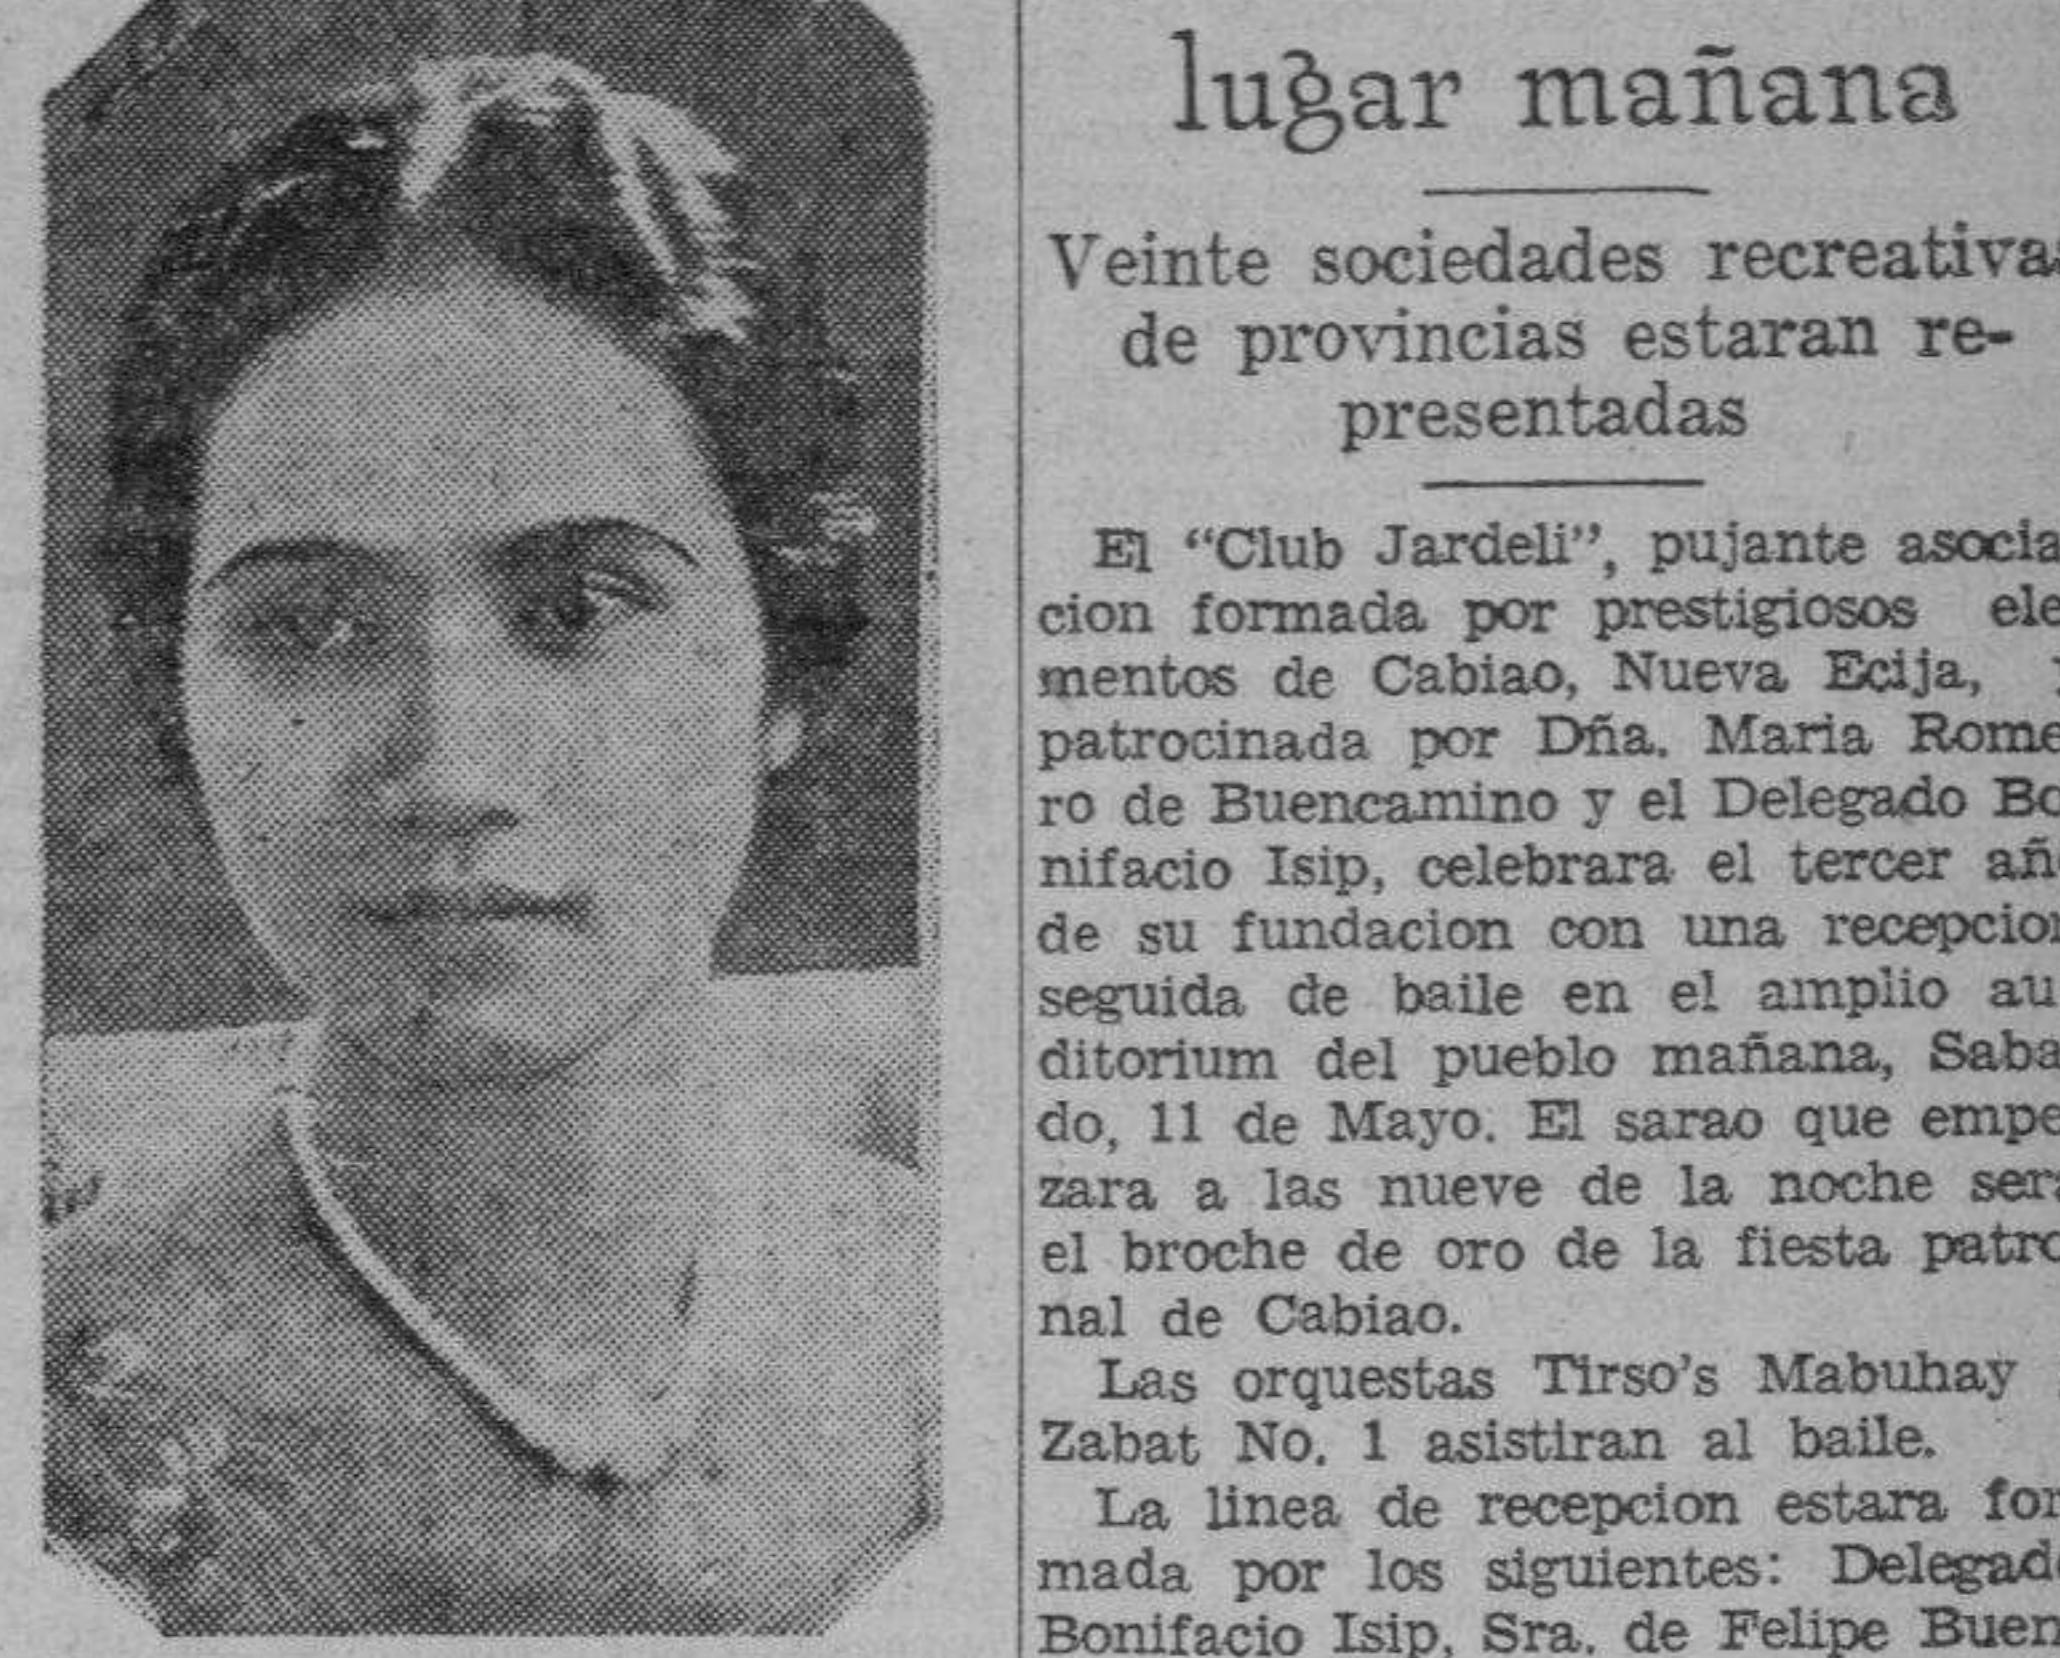 lugar mañana
Veinte sociedades recreativas
de provincias estaran re-
presentadas
El “Club Jardeli”, pujante asocia
cion formada por prestigiosos ele
mentos de Cabiao, Nueva Ecija,
patrocinada por Dña. Maria Rome
ro de Buencamino y el Delegado Bo
nifacio Isip, celebrara el tercer año
de su fundacion con una recepcion
seguida de baile en el amplio au
ditorium del pueblo mañana, Saba
do, 11 de Mayo. El sarao que empe
zara a las nueve de la noche sera
el broche de oro de la fiesta patro
nal de Cabiao.
Las orquestas Tirso’s Mabuhay
Zabat No. 1 asistiran al baile.
La linea de recepcion estara for
mada por los siguientes: Delegado
Bonifacio Isip, Sra. de Felipe Buen